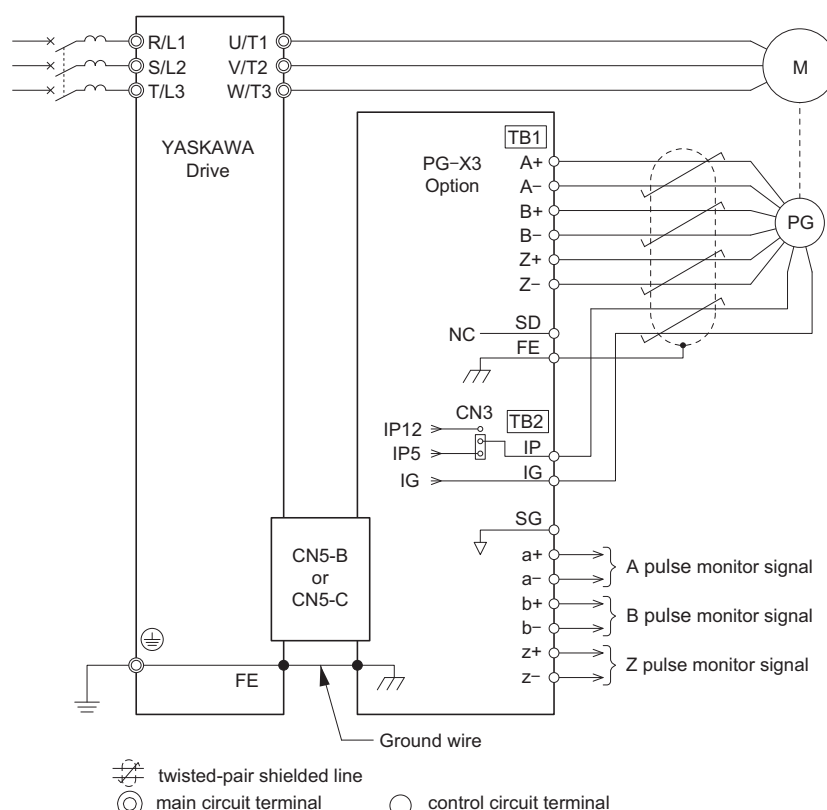 R/L1
U/T1
S/L2
V/T2
T/L3
W/T3
M
YASKAWA
Drive
PG-X3
Option
TB1
A+
A-
B+
B-
Z+
Z-
PG
NC
SD
FE
CN3
TB2
IP12
IP5
IP
IG
IG
SG
CN5-B
or
CN5-C
a+
a-
A pulse monitor signal
b+
b-
B pulse monitor signal
z+
z-
Z pulse monitor signal
FE
Ground wire
twisted-pair shielded line
main circuit terminal
control circuit terminal